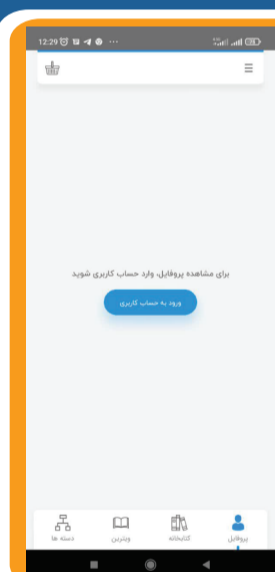 12:29
برای مشاهده پروفایل، وارد حساب کاربری شوید
ورود به حساب کاربری
پروفایل
کتابخانه
ویترین
دسته ها